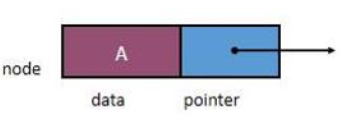 A
node
data pointer